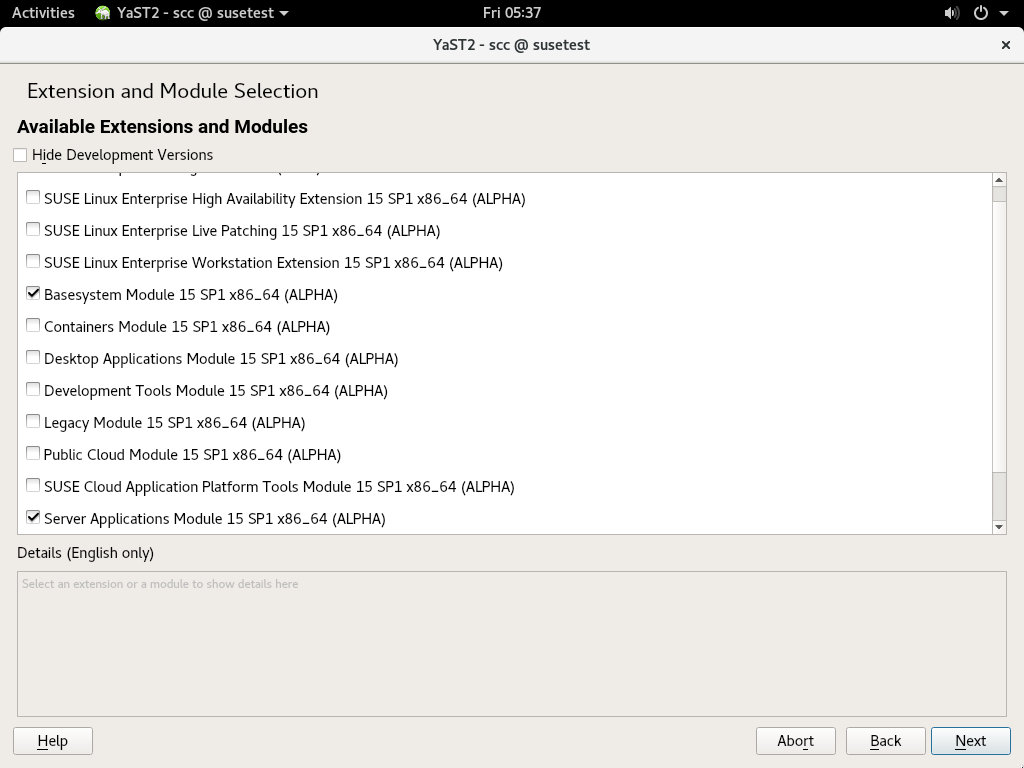 Activities YaST2 - scc @ susetest Fri 05:37
YaST2 - scc @ susetest
Extension and Module Selection
Available Extensions and Modules
Hide Development Versions
SUSE Linux Enterprise High Availability Extension 15 SP1 x86_64 (ALPHA)
SUSE Linux Enterprise Live Patching 15 SP1 x86_64 (ALPHA)
SUSE Linux Enterprise Workstation Extension 15 SP1 x86_64 (ALPHA)
Basesystem Module 15 SP1 x86_64 (ALPHA)
Containers Module 15 SP1 x86_64 (ALPHA)
Desktop Applications Module 15 SP1 x86_64 (ALPHA)
Development Tools Module 15 SP1 x86_64 (ALPHA)
Legacy Module 15 SP1 x86_64 (ALPHA)
Public Cloud Module 15 SP1 x86_64 (ALPHA)
SUSE Cloud Application Platform Tools Module 15 SP1 x86_64 (ALPHA)
Server Applications Module 15 SP1 x86_64 (ALPHA)
Details (English only)
Select an extension or a module to show details here
Help Abort Back Next